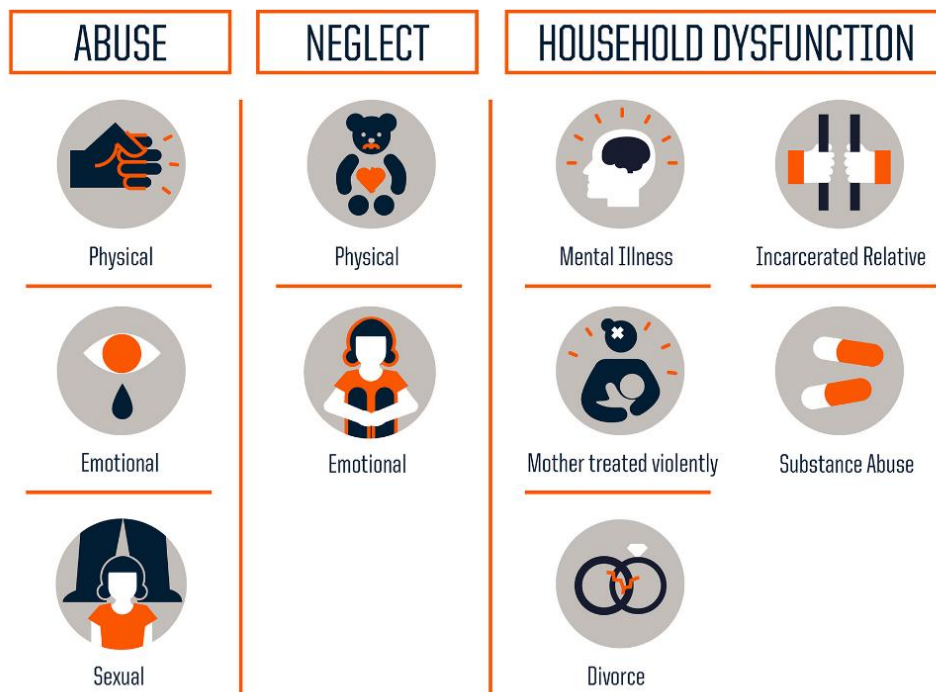 ABUSE
NEGLECT
HOUSEHOLD DYSFUNCTION
Physical
Physical
Mental Illness
Incarcerated Relative
Emotional
Emotional
Mother treated violently
Substance Abuse
Sexual
Divorce